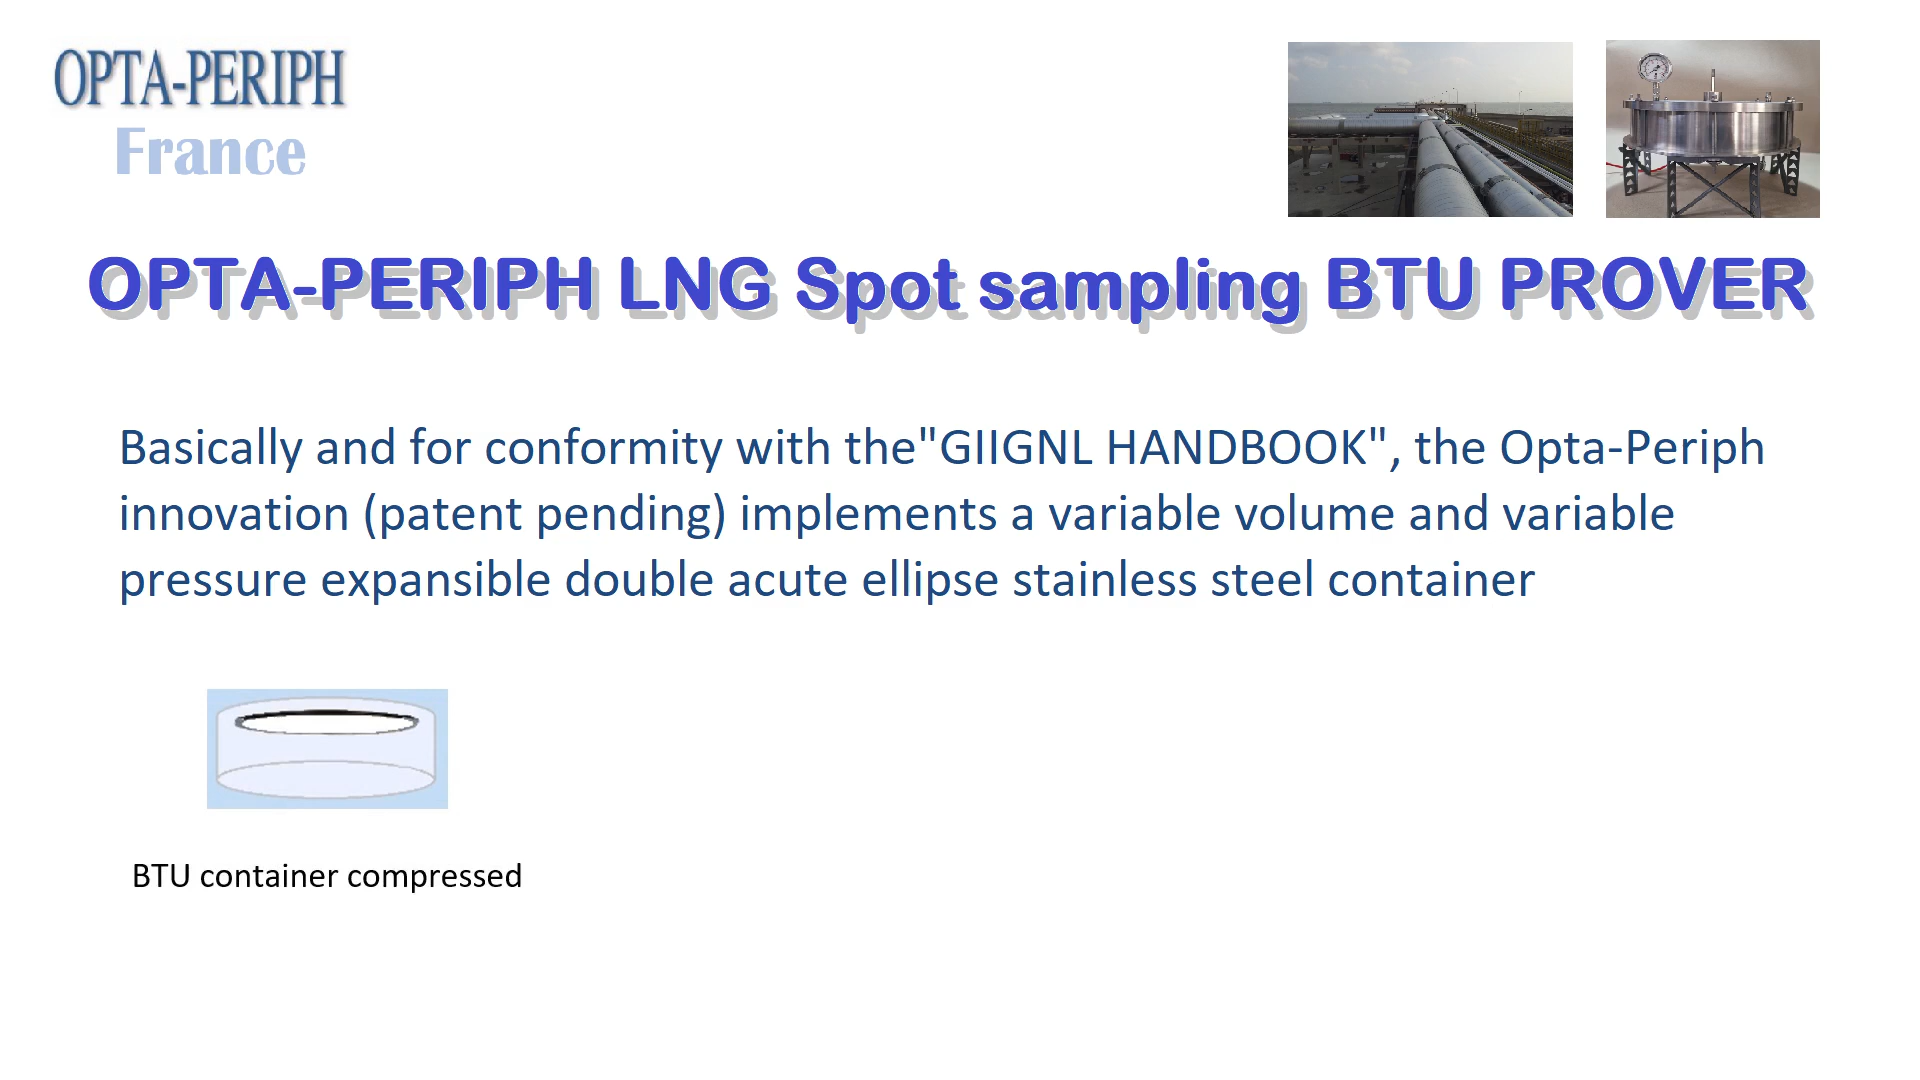 OPTA-PERIPH
France
OPTA-PERIPH LNG Spot sampling BTU PROVER
Basically and for conformity with the"GIIGNL HANDBOOK", the Opta-Periph
innovation (patent pending) implements a variable volume and variable
pressure expansible double acute ellipse stainless steel container
BTU container compressed